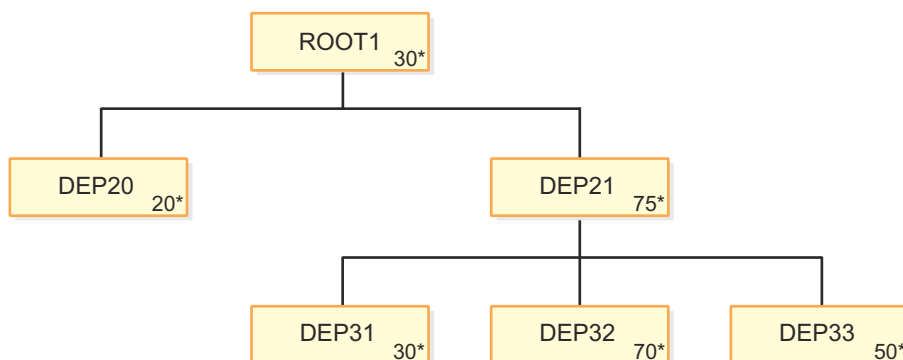 ROOT1
30*
DEP20
20*
DEP21
75*
DEP31
30*
DEP32
70*
DEP33
50*